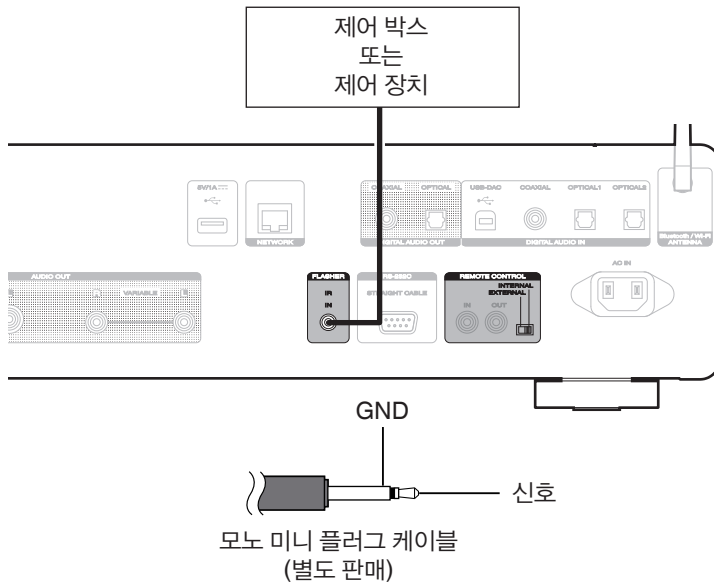 제어 박스
또는
제어 장치
5V/1A
NETWORK
COAXIAL OPTICAL
DIGITAL AUDIO OUT
USB-DAC COAXIAL OPTICAL1 OPTICAL2
DIGITAL AUDIO IN
Bluetooth / Wi-Fi
ANTENNA
AUDIO OUT
VARIABLE
FLASHER
IR
IN
RS-232C
STRAIGHT CABLE
REMOTE CONTROL
INTERNAL
EXTERNAL
IN OUT
AC IN
GND
신호
모노 미니 플러그 케이블
(별도 판매)